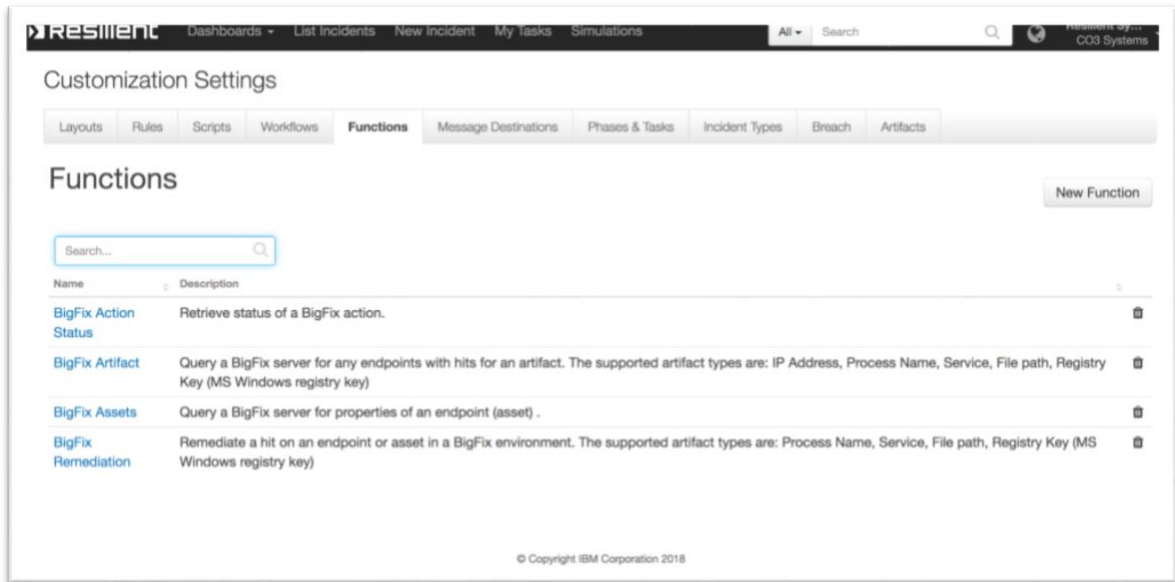 Resilient Dashboards List Incidents New Incident My Tasks Simulations All Search
CO3 Systems
Customization Settings
Layouts Rules Scripts Workflows Functions Message Destinations Phases & Tasks Incident Types Breach Artifacts
Functions
New Function
Search...
Name Description
BigFix Action Retrieve status of a BigFix action.
Status
BigFix Artifact Query a BigFix server for any endpoints with hits for an artifact. The supported artifact types are: IP Address, Process Name, Service, File path, Registry
Key (MS Windows registry key)
BigFix Assets Query a BigFix server for properties of an endpoint (asset) .
BigFix Remediate a hit on an endpoint or asset in a BigFix environment. The supported artifact types are: Process Name, Service, File path, Registry Key (MS
Remediation Windows registry key)
© Copyright IBM Corporation 2018